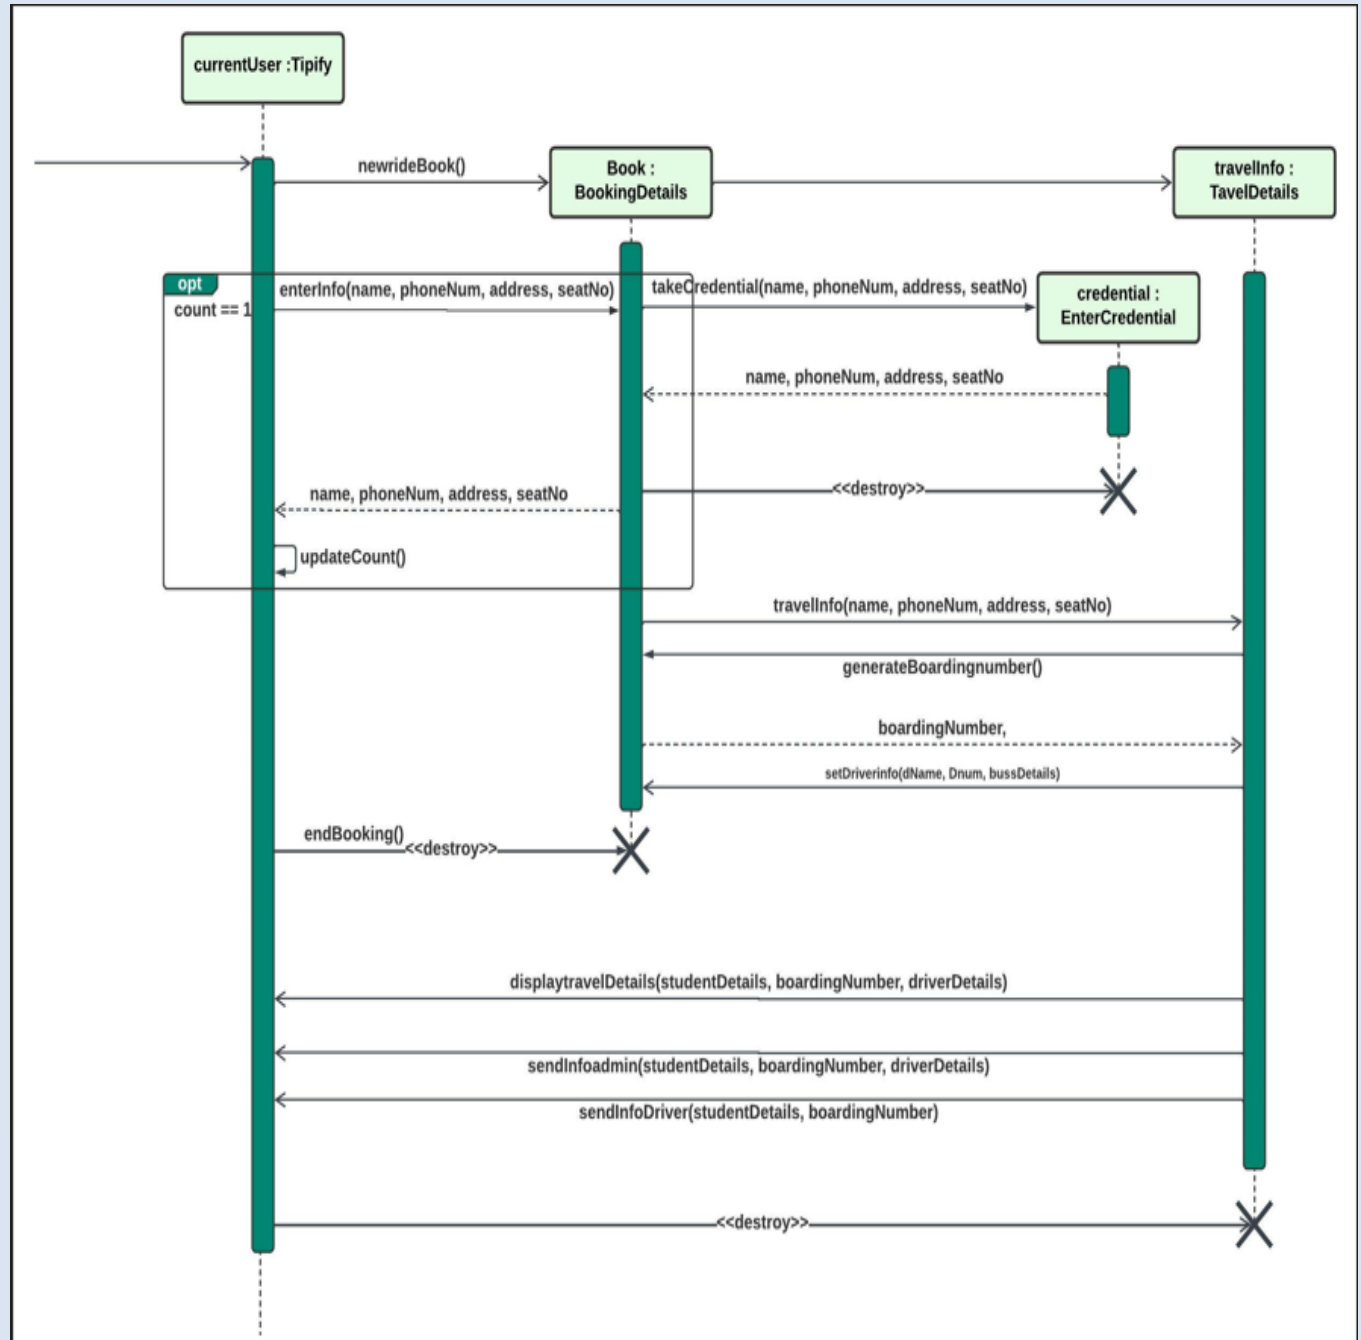 currentUser :Tipify
newrideBook()
Book :
BookingDetails
travelInfo :
TavelDetails
opt
count == 1
enterInfo(name, phoneNum, address, seatNo)
takeCredential(name, phoneNum, address, seatNo)
credential :
EnterCredential
name, phoneNum, address, seatNo
<<destroy>>
name, phoneNum, address, seatNo
updateCount()
travelInfo(name, phoneNum, address, seatNo)
generateBoardingnumber()
boardingNumber,
setDriverinfo(dName, Dnum, bussDetails)
endBooking()
<<destroy>>
displaytravelDetails(studentDetails, boardingNumber, driverDetails)
sendInfoadmin(studentDetails, boardingNumber, driverDetails)
sendInfoDriver(studentDetails, boardingNumber)
<<destroy>>